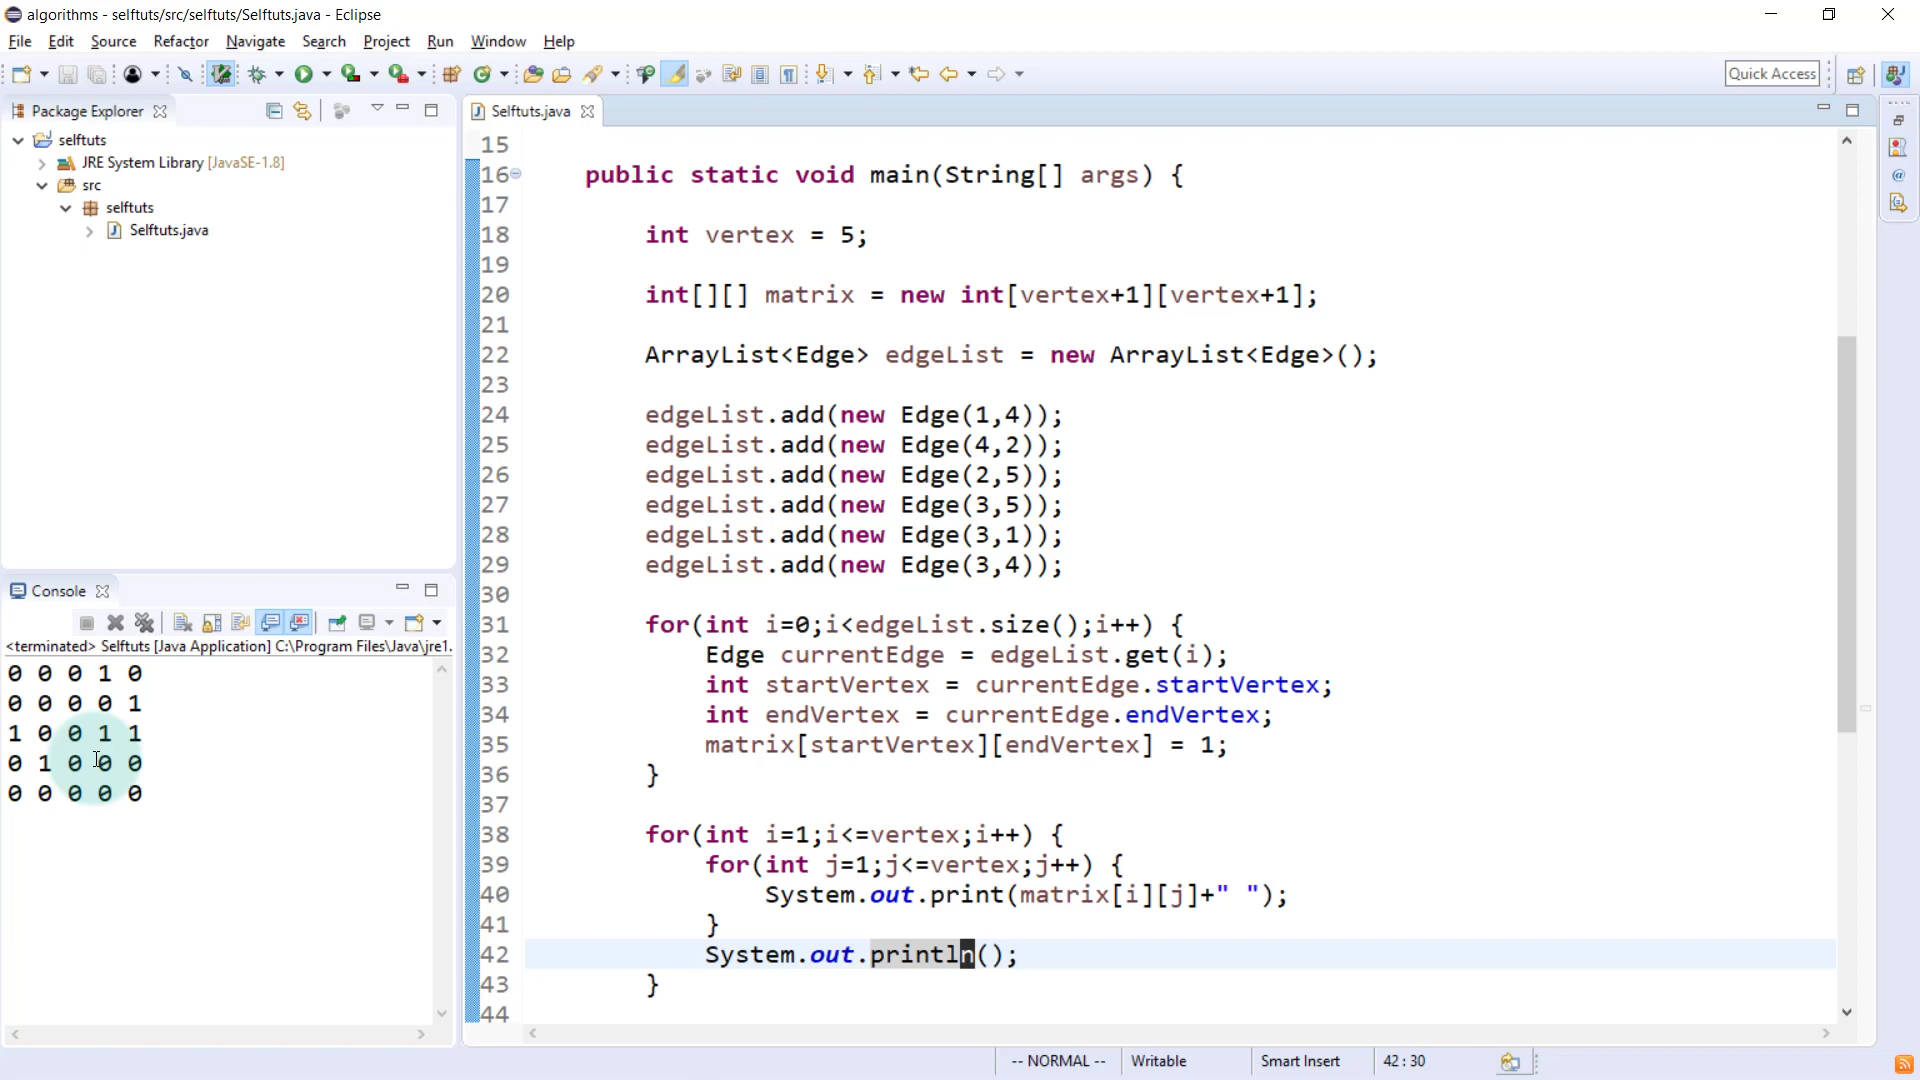 algorithms - selftuts/src/selftuts/Selftuts.java - Eclipse
File Edit Source Refactor Navigate Search Project Run Window Help
Quick Access
Package Explorer
selftuts
JRE System Library [JavaSE-1.8]
src
selftuts
Selftuts.java
Console
<terminated> Selftuts [Java Application] C:\Program Files\Java\jre1.
0 0 0 1 0
0 0 0 0 1
1 0 0 1 1
0 1 0 0 0
0 0 0 0 0
Selftuts.java
15
16 public static void main(String[] args) {
17
18 int vertex = 5;
19
20 int[][] matrix = new int[vertex+1][vertex+1];
21
22 ArrayList<Edge> edgeList = new ArrayList<Edge>();
23
24 edgeList.add(new Edge(1,4));
25 edgeList.add(new Edge(4,2));
26 edgeList.add(new Edge(2,5));
27 edgeList.add(new Edge(3,5));
28 edgeList.add(new Edge(3,1));
29 edgeList.add(new Edge(3,4));
30
31 for(int i=0;i<edgeList.size();i++) {
32 Edge currentEdge = edgeList.get(i);
33 int startVertex = currentEdge.startVertex;
34 int endVertex = currentEdge.endVertex;
35 matrix[startVertex][endVertex] = 1;
36 }
37
38 for(int i=1;i<=vertex;i++) {
39 for(int j=1;j<=vertex;j++) {
40 System.out.print(matrix[i][j]+" ");
41 }
42 System.out.println();
43 }
44
-- NORMAL -- Writable Smart Insert 42 : 30